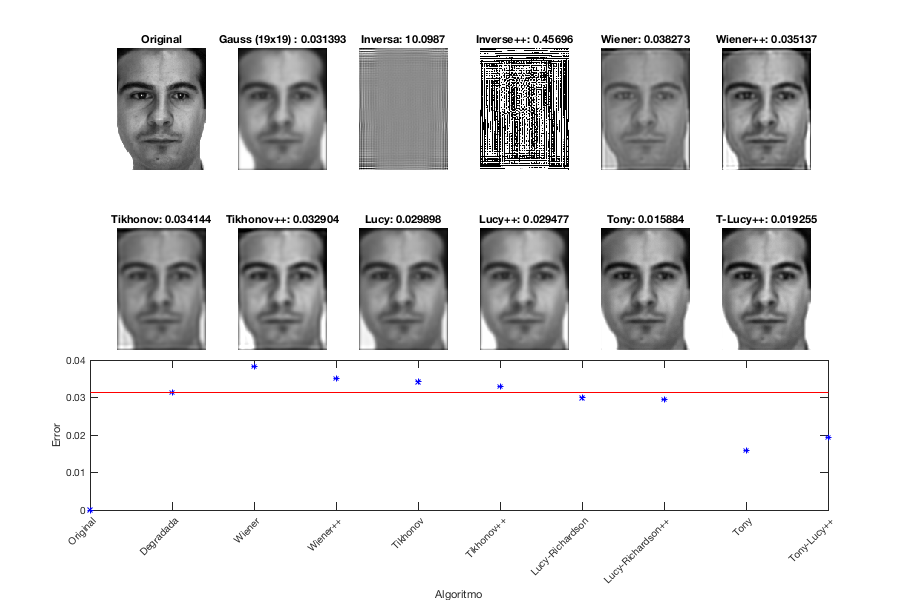 Original Gauss (19x19) : 0.031393 Inversa: 10.0987 Inverse++: 0.45696 Wiener: 0.038273 Wiener++: 0.035137
Tikhonov: 0.034144 Tikhonov++: 0.032904 Lucy: 0.029898 Lucy++: 0.029477 Tony: 0.015884 T-Lucy++: 0.019255
0.04
0.03
0.02
0.01
0
Error
Original Degradada Wiener Wiener++ Tikhonov Tikhonov++ Lucy-Richardson Lucy-Richardson++ Tony Tony-Lucy++
Algoritmo